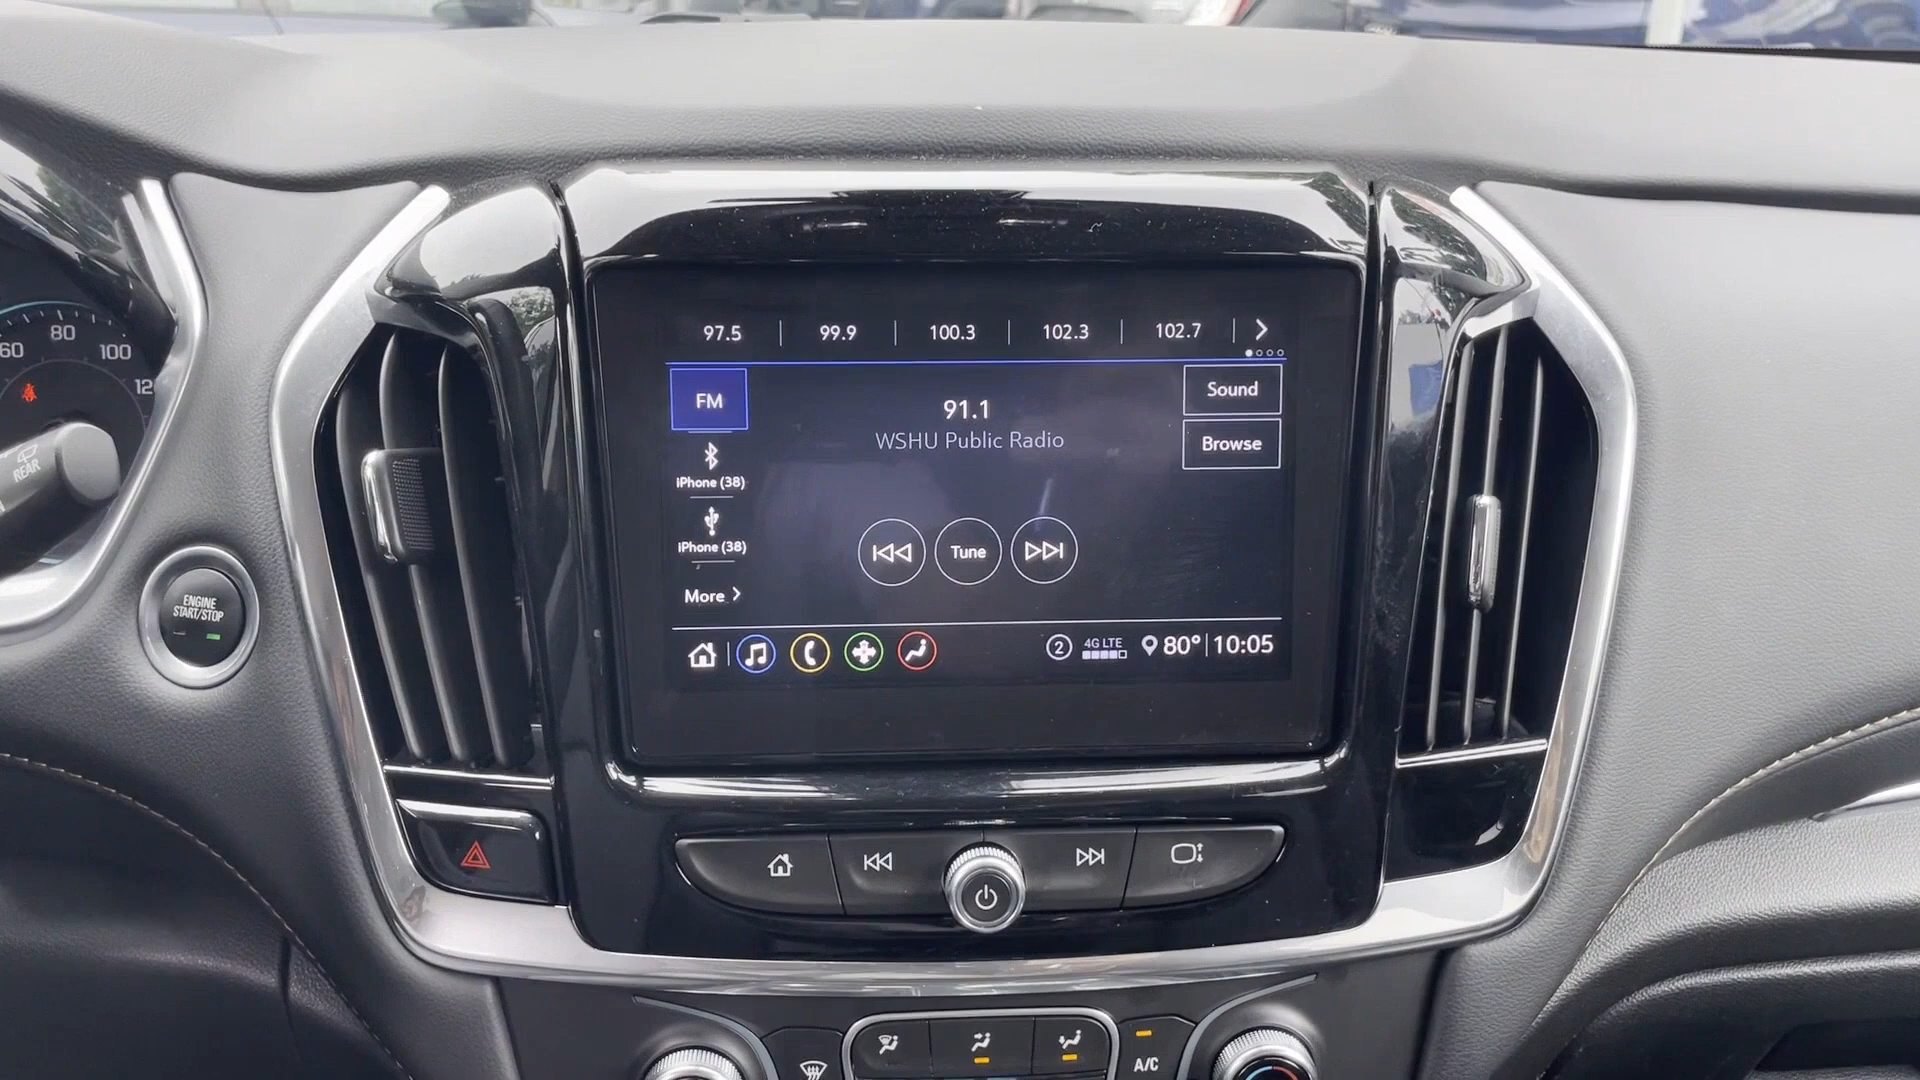 97.5 99.9 100.3 102.3 102.7
FM
91.1
WSHU Public Radio
Sound
Browse
iPhone (38)
iPhone (38)
Tune
More
2 4G LTE 80° 10:05
60 80 100 12
REAR
ENGINE
START/STOP
A/C